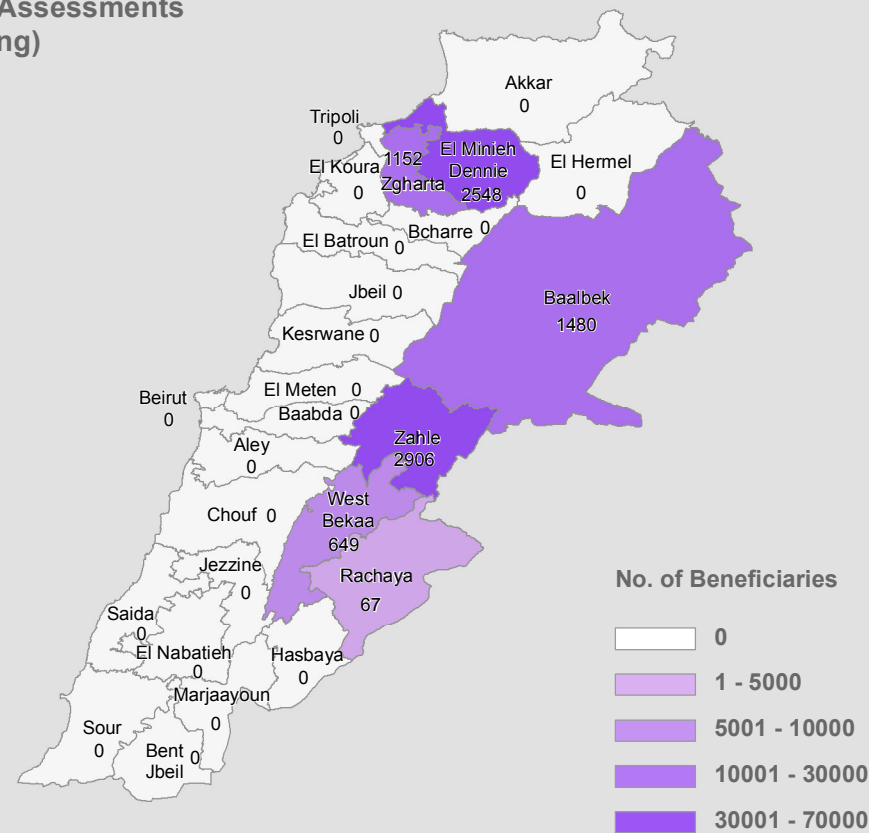 Assessments
ng)
Akkar
0
Tripoli
0
El Koura
0
1152
Zgharta
El Minieh
Dennie
2548
El Hermel
0
Bcharre 0
El Batroun 0
Jbeil 0
Baalbek
1480
Kesrwane 0
El Meten 0
Beirut
0
Baabda 0
Aley
0
Zahle
2906
West
Bekaa
649
Chouf 0
Jezzine
0
Rachaya
67
Saida
0
El Nabatieh
0
Hasbaya
0
Marjaayoun
0
Sour
0
Bent
Jbeil
0
No. of Beneficiaries
0
1 - 5000
5001 - 10000
10001 - 30000
30001 - 70000